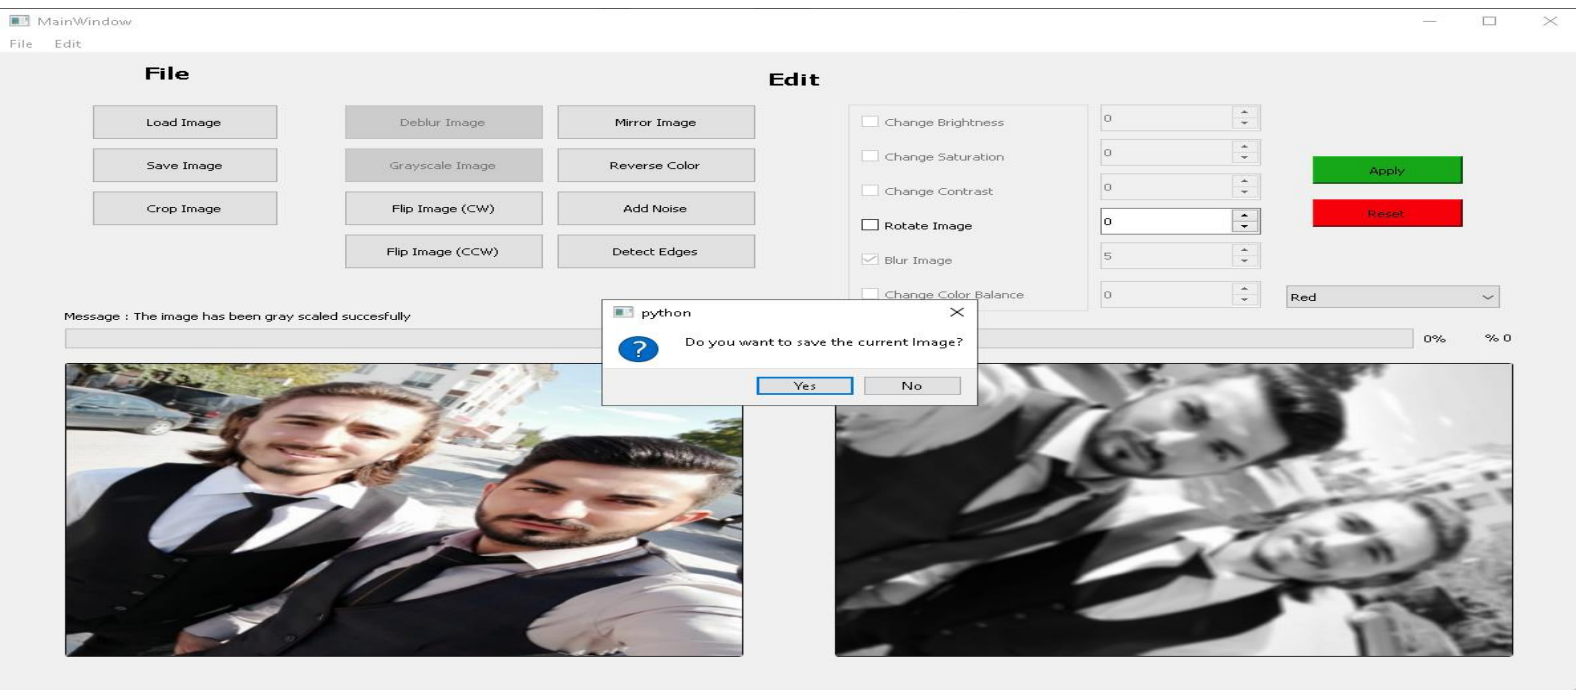 MainWindow
File Edit
File
Edit
Load Image
Deblur Image
Mirror Image
Change Brightness
0
Save Image
Grayscale Image
Reverse Color
Change Saturation
0
Apply
Crop Image
Flip Image (CW)
Add Noise
Change Contrast
0
Reset
Rotate Image
0
Flip Image (CCW)
Detect Edges
Blur Image
5
Change Color Balance
0
Red
Message : The image has been gray scaled succesfully
python
Do you want to save the current Image?
Yes
No
0%
% 0